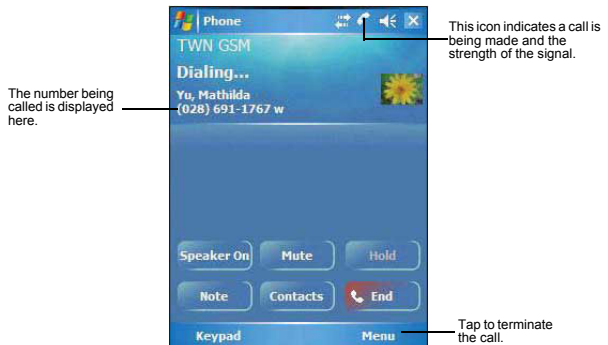 Phone
TWN GSM
Dialing...
Yu, Mathilda
(028) 691-1767 w
Speaker On
Mute
Hold
Note
Contacts
End
Keypad
Menu
The number being
called is displayed
here.
This icon indicates a call is
being made and the
strength of the signal.
Tap to terminate
the call.